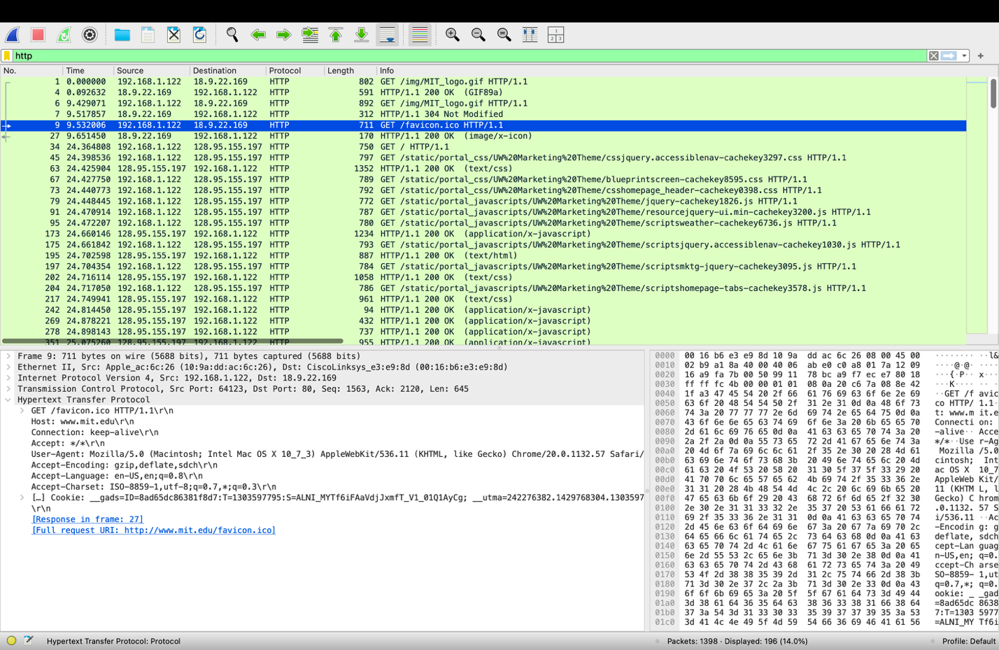 http
No. Time Source Destination Protocol Length Info
1 0.000000 192.168.1.122 18.9.22.169 HTTP 802 GET /img/MIT_logo.gif HTTP/1.1
4 0.092632 18.9.22.169 192.168.1.122 HTTP 591 HTTP/1.1 200 OK (GIF89a)
6 9.429071 192.168.1.122 18.9.22.169 HTTP 892 GET /img/MIT_logo.gif HTTP/1.1
7 9.517857 18.9.22.169 192.168.1.122 HTTP 312 HTTP/1.1 304 Not Modified
9 9.532006 192.168.1.122 18.9.22.169 HTTP 711 GET /favicon.ico HTTP/1.1
27 9.651450 18.9.22.169 192.168.1.122 HTTP 170 HTTP/1.1 200 OK (image/x-icon)
34 24.364808 192.168.1.122 128.95.155.197 HTTP 750 GET / HTTP/1.1
45 24.398536 192.168.1.122 128.95.155.197 HTTP 797 GET /static/portal_css/UW%20Marketing%20Theme/cssjquery.accessiblenav-cachekey3297.css HTTP/1.1
63 24.425904 128.95.155.197 192.168.1.122 HTTP 1352 HTTP/1.1 200 OK (text/css)
67 24.427750 192.168.1.122 128.95.155.197 HTTP 789 GET /static/portal_css/UW%20Marketing%20Theme/blueprintscreen-cachekey8595.css HTTP/1.1
73 24.440773 192.168.1.122 128.95.155.197 HTTP 792 GET /static/portal_css/UW%20Marketing%20Theme/csshomepage_header-cachekey0398.css HTTP/1.1
79 24.448445 192.168.1.122 128.95.155.197 HTTP 772 GET /static/portal_javascripts/UW%20Marketing%20Theme/jquery-cachekey1826.js HTTP/1.1
91 24.470914 192.168.1.122 128.95.155.197 HTTP 787 GET /static/portal_javascripts/UW%20Marketing%20Theme/resourcejquery-ui.min-cachekey3200.js HTTP/1.1
95 24.472207 192.168.1.122 128.95.155.197 HTTP 780 GET /static/portal_javascripts/UW%20Marketing%20Theme/scriptsweather-cachekey6736.js HTTP/1.1
173 24.660146 128.95.155.197 192.168.1.122 HTTP 1234 HTTP/1.1 200 OK (application/x-javascript)
175 24.661842 192.168.1.122 128.95.155.197 HTTP 793 GET /static/portal_javascripts/UW%20Marketing%20Theme/scriptsjquery.accessiblenav-cachekey1030.js HTTP/1.1
195 24.702598 128.95.155.197 192.168.1.122 HTTP 887 HTTP/1.1 200 OK (text/html)
197 24.704354 192.168.1.122 128.95.155.197 HTTP 784 GET /static/portal_javascripts/UW%20Marketing%20Theme/scriptsmktg-jquery-cachekey3095.js HTTP/1.1
202 24.716114 128.95.155.197 192.168.1.122 HTTP 1058 HTTP/1.1 200 OK (text/css)
204 24.717050 192.168.1.122 128.95.155.197 HTTP 786 GET /static/portal_javascripts/UW%20Marketing%20Theme/scriptshomepage-tabs-cachekey3578.js HTTP/1.1
217 24.749941 128.95.155.197 192.168.1.122 HTTP 961 HTTP/1.1 200 OK (text/css)
242 24.814450 128.95.155.197 192.168.1.122 HTTP 94 HTTP/1.1 200 OK (application/x-javascript)
269 24.878221 128.95.155.197 192.168.1.122 HTTP 432 HTTP/1.1 200 OK (application/x-javascript)
278 24.898143 128.95.155.197 192.168.1.122 HTTP 737 HTTP/1.1 200 OK (application/x-javascript)
351 25.075260 128.95.155.197 192.168.1.122 HTTP 955 HTTP/1.1 200 OK (application/x-javascript)
Frame 9: 711 bytes on wire (5688 bits), 711 bytes captured (5688 bits)
Ethernet II, Src: Apple_ac:6c:26 (10:9a:dd:ac:6c:26), Dst: CiscoLinksys_e3:e9:8d (00:16:b6:e3:e9:8d)
Internet Protocol Version 4, Src: 192.168.1.122, Dst: 18.9.22.169
Transmission Control Protocol, Src Port: 64123, Dst Port: 80, Seq: 1563, Ack: 2120, Len: 645
Hypertext Transfer Protocol
GET /favicon.ico HTTP/1.1\r\n
Host: www.mit.edu\r\n
Connection: keep-alive\r\n
Accept: */*\r\n
User-Agent: Mozilla/5.0 (Macintosh; Intel Mac OS X 10_7_3) AppleWebKit/536.11 (KHTML, like Gecko) Chrome/20.0.1132.57 Safari/
Accept-Encoding: gzip,deflate,sdch\r\n
Accept-Language: en-US,en;q=0.8\r\n
Accept-Charset: ISO-8859-1,utf-8;q=0.7,*;q=0.3\r\n
[…] Cookie: __gads=ID=8ad65dc86381f8d7:T=1303597795:S=ALNI_MYTf6iFAaVdjJxmfT_V1_01Q1AyCg; __utma=242276382.1429768304.1303597
\r\n
[Response in frame: 27]
[Full request URI: http://www.mit.edu/favicon.ico]
0000 00 16 b6 e3 e9 8d 10 9a dd ac 6c 26 08 00 45 00 ········ ··l&
0010 02 b9 a1 8a 40 00 40 06 ab e0 c0 a8 01 7a 12 09 ····@·@·
0020 16 a9 fa 7b 00 50 99 11 78 bc a9 f7 ec e7 80 18 ···{·P·· x···
0030 ff ff fc 4b 00 00 01 01 08 0a 20 c6 7a 08 8e 42 ···K····
0040 1f a3 47 45 54 20 2f 66 61 76 69 63 6f 6e 2e 69 ··GET /f avic
0050 63 6f 20 48 54 54 50 2f 31 2e 31 0d 0a 48 6f 73 co HTTP/ 1.1·
0060 74 3a 20 77 77 77 2e 6d 69 74 2e 65 64 75 0d 0a t: www.m it.e
0070 43 6f 6e 6e 65 63 74 69 6f 6e 3a 20 6b 65 65 70 Connecti on:
0080 2d 61 6c 69 76 65 0d 0a 41 63 63 65 70 74 3a 20 -alive·· Acce
0090 2a 2f 2a 0d 0a 55 73 65 72 2d 41 67 65 6e 74 3a */*··Use r-Ag
00a0 20 4d 6f 7a 69 6c 6c 61 2f 35 2e 30 20 28 4d 61 Mozilla /5.0
00b0 63 69 6e 74 6f 73 68 3b 20 49 6e 74 65 6c 20 4d cintosh; Inte
00c0 61 63 20 4f 53 20 58 20 31 30 5f 37 5f 33 29 20 ac OS X 10_7
00d0 41 70 70 6c 65 57 65 62 4b 69 74 2f 35 33 36 2e AppleWeb Kit/
00e0 31 31 20 28 4b 48 54 4d 4c 2c 20 6c 69 6b 65 20 11 (KHTM L, l
00f0 47 65 63 6b 6f 29 20 43 68 72 6f 6d 65 2f 32 30 Gecko) C hrom
0100 2e 30 2e 31 31 33 32 2e 35 37 20 53 61 66 61 72 .0.1132. 57 S
0110 69 2f 35 33 36 2e 31 31 0d 0a 41 63 63 65 70 74 i/536.11 ··Ac
0120 2d 45 6e 63 6f 64 69 6e 67 3a 20 67 7a 69 70 2c -Encodin g: g
0130 64 65 66 6c 61 74 65 2c 73 64 63 68 0d 0a 41 63 deflate, sdch
0140 63 65 70 74 2d 4c 61 6e 67 75 61 67 65 3a 20 65 cept-Lan guag
0150 6e 2d 55 53 2c 65 6e 3b 71 3d 30 2e 38 0d 0a 41 n-US,en; q=0.
0160 63 63 65 70 74 2d 43 68 61 72 73 65 74 3a 20 49 ccept-Ch arse
0170 53 4f 2d 38 38 35 39 2d 31 2c 75 74 66 2d 38 3b SO-8859- 1,ut
0180 71 3d 30 2e 37 2c 2a 3b 71 3d 30 2e 33 0d 0a 43 q=0.7,*; q=0.
0190 6f 6f 6b 69 65 3a 20 5f 5f 67 61 64 73 3d 49 44 ookie: _ _gad
01a0 3d 38 61 64 36 35 64 63 38 36 33 38 31 66 38 64 =8ad65dc 8638
01b0 37 3a 54 3d 31 33 30 33 35 39 37 37 39 35 3a 53 7:T=1303 5977
01c0 3d 41 4c 4e 49 5f 4d 59 54 66 36 69 46 41 61 56 =ALNI_MY Tf6i
Hypertext Transfer Protocol: Protocol
Packets: 1398 · Displayed: 196 (14.0%)
Profile: Default